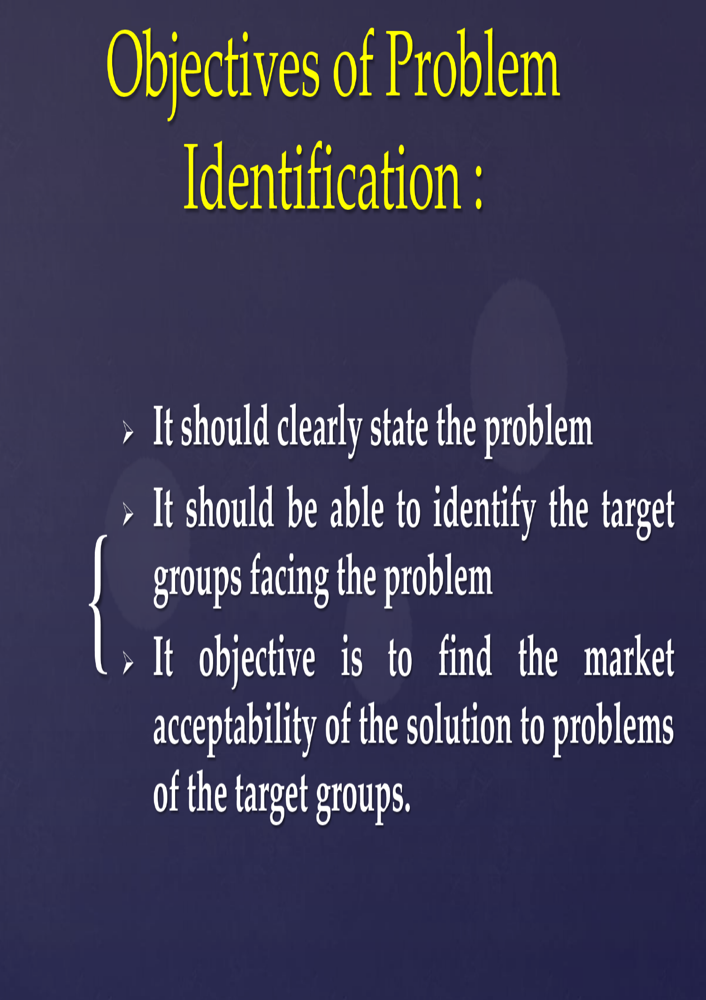 Objectives of Problem
Identification :
➢ It should clearly state the problem
➢ It should be able to identify the target
groups facing the problem
➢ It objective is to find the market
acceptability of the solution to problems
of the target groups.